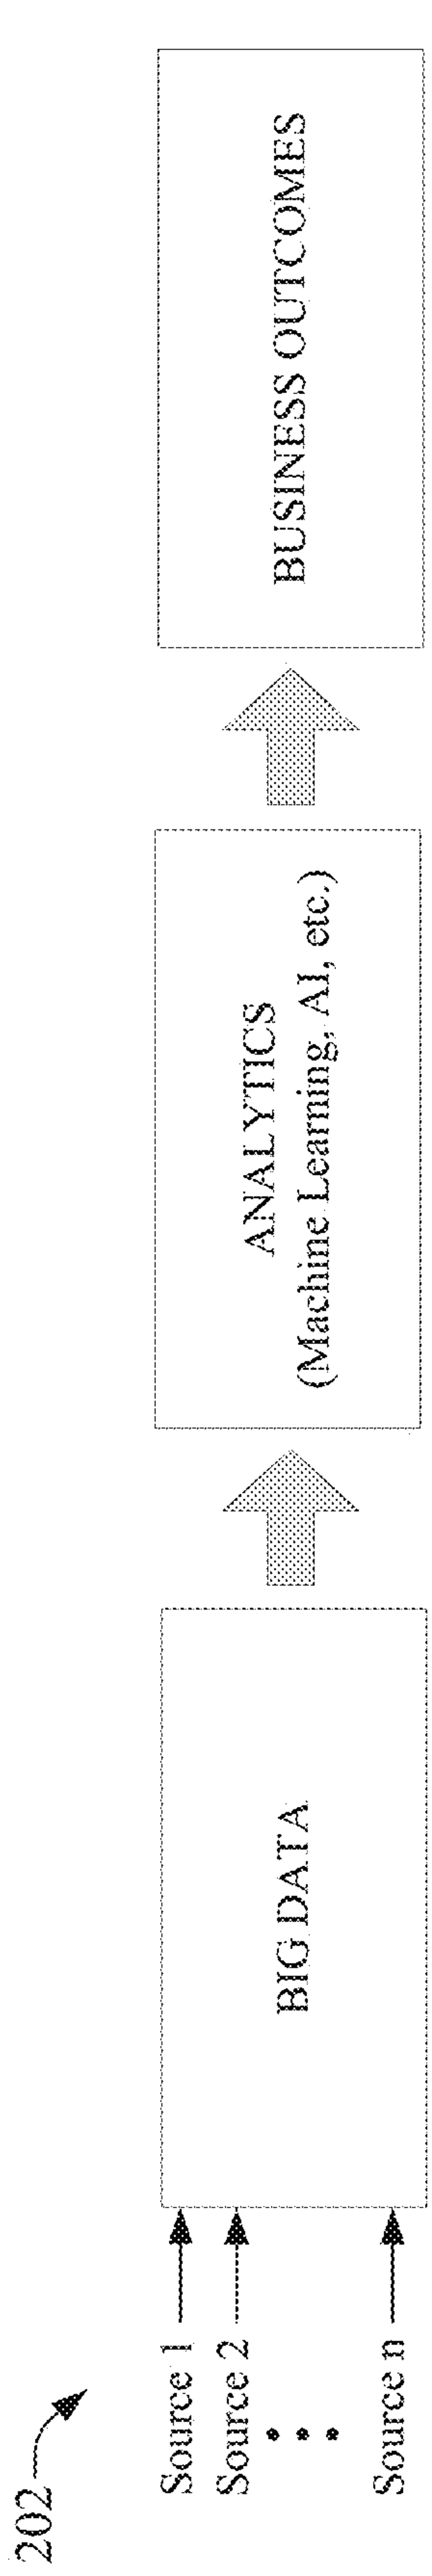 202
Source 1
Source 2
Source n
BIG DATA
ANALYTICS
(Machine Learning, AI, etc.)
BUSINESS OUTCOMES